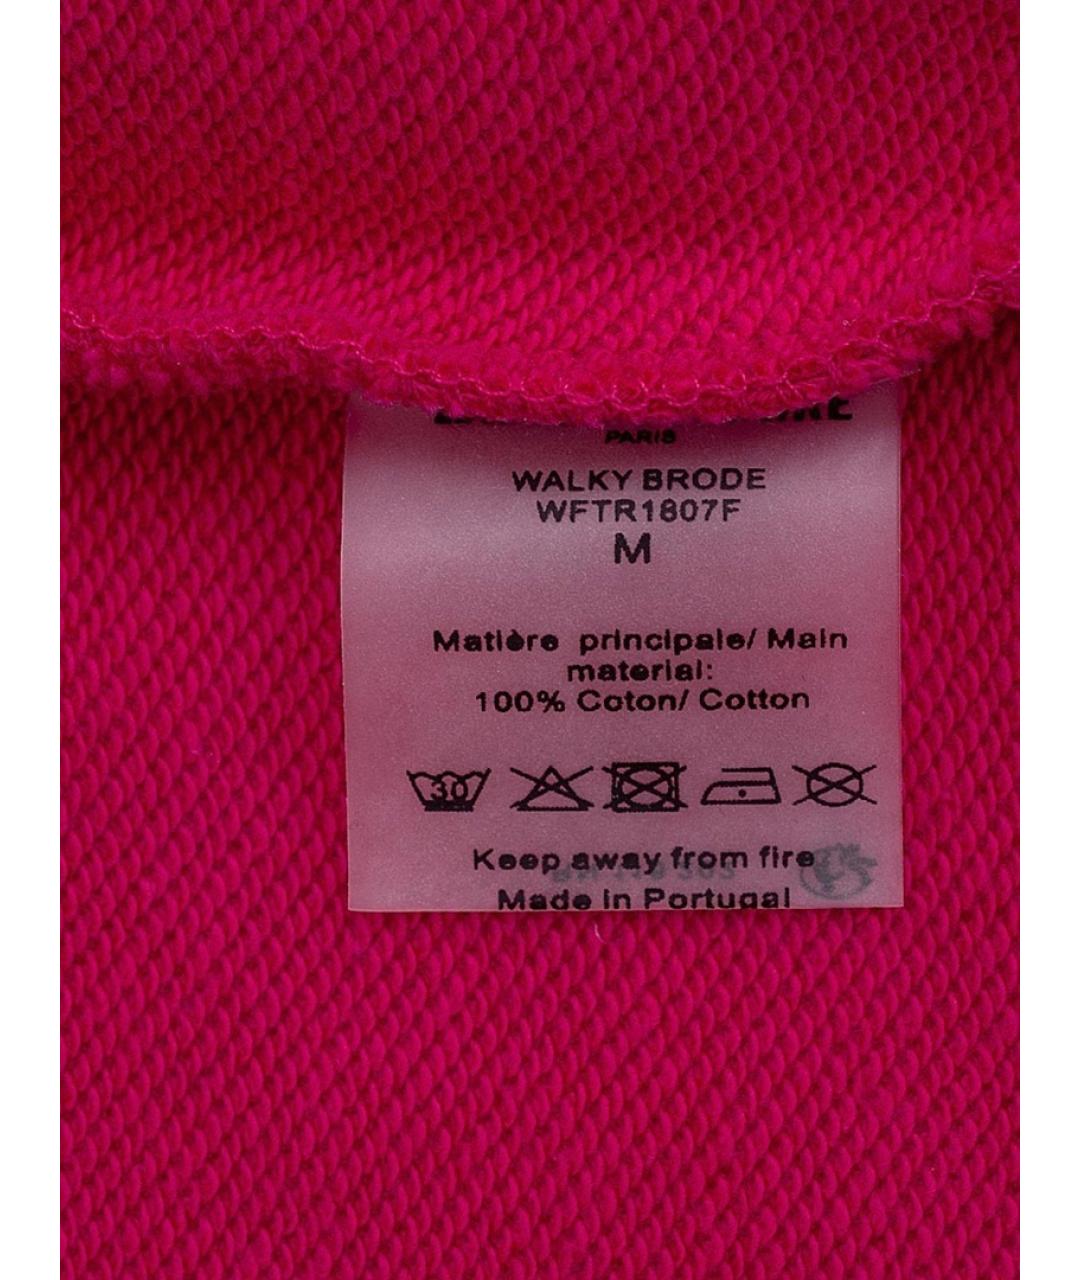 PARIS
WALKY BRODE
WFTR1807F
M
Matière principale/ Main
material:
100% Coton/ Cotton
30
Keep away from fire
Made in Portugal